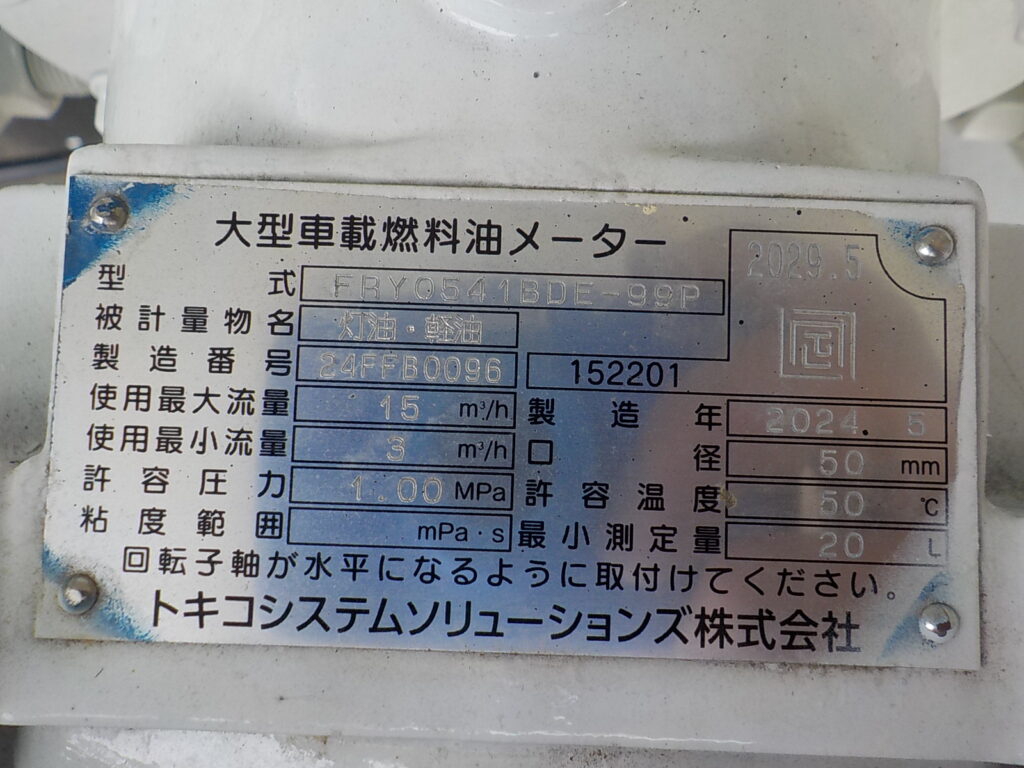 大型車載燃料油メーター
2029.5
型式 FRY0541BDE-99P
被計量物名 灯油・軽油
製造番号 24FFB0096 152201
使用最大流量 15 m³/h 製造年 2024. 5
使用最小流量 3 m³/h 口径 50 mm
許容圧力 1.00 MPa 許容温度 50 ℃
粘度範囲 mPa・s 最小測定量 20 L
回転子軸が水平になるように取付けてください。
トキコシステムソリューションズ株式会社